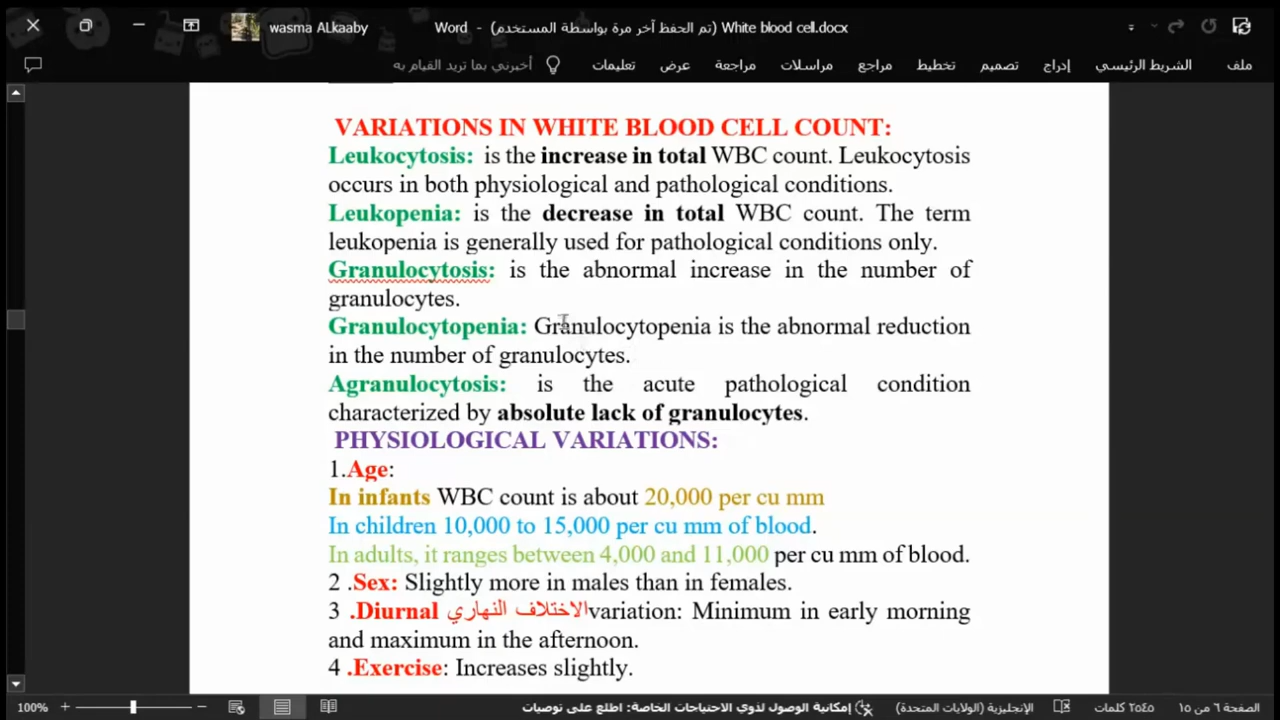 wasma ALkaaby
White blood cell.docx (تم الحفظ آخر مرة بواسطة المستخدم) - Word
ملف الشريط الرئيسي إدراج تصميم تخطيط مراجع مراسلات مراجعة عرض تعليمات أخبرني بما تريد القيام به
VARIATIONS IN WHITE BLOOD CELL COUNT:
Leukocytosis: is the increase in total WBC count. Leukocytosis
occurs in both physiological and pathological conditions.
Leukopenia: is the decrease in total WBC count. The term
leukopenia is generally used for pathological conditions only.
Granulocytosis: is the abnormal increase in the number of
granulocytes.
Granulocytopenia: Granulocytopenia is the abnormal reduction
in the number of granulocytes.
Agranulocytosis: is the acute pathological condition
characterized by absolute lack of granulocytes.
PHYSIOLOGICAL VARIATIONS:
1.Age:
In infants WBC count is about 20,000 per cu mm
In children 10,000 to 15,000 per cu mm of blood.
In adults, it ranges between 4,000 and 11,000 per cu mm of blood.
2 .Sex: Slightly more in males than in females.
3 .Diurnal الاختلاف النهاري variation: Minimum in early morning
and maximum in the afternoon.
4 .Exercise: Increases slightly.
الصفحة ٦ من ١٥ ٢٥٤٥ كلمات الإنجليزية (الولايات المتحدة) إمكانية الوصول لذوي الاحتياجات الخاصة: اطلع على توصيات 100%